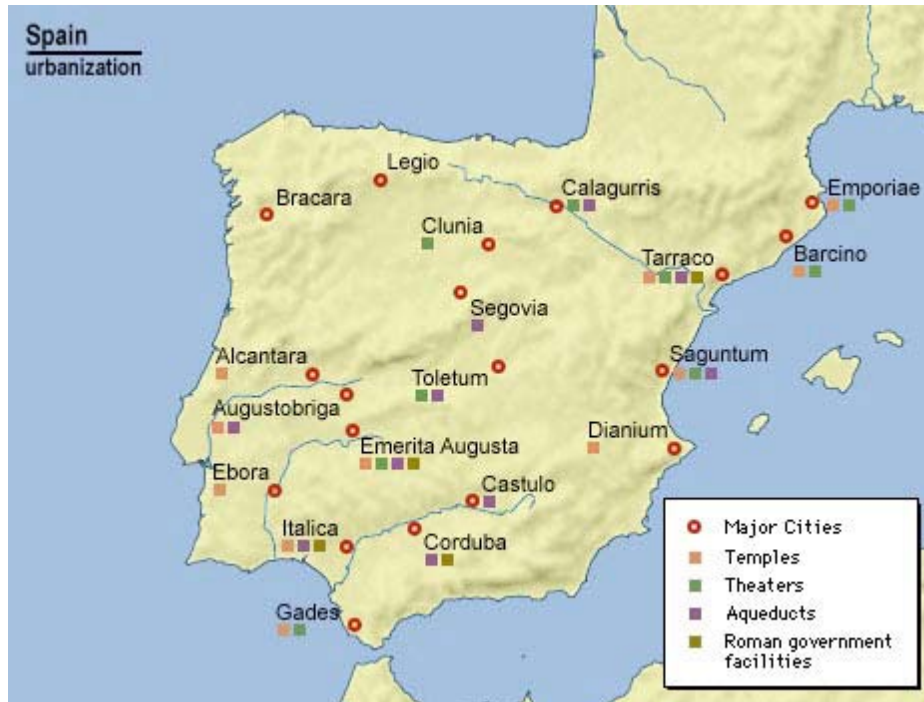 Spain
urbanization
Legio
Bracara
Calagurris
Emporiae
Clunia
Tarraco
Barcino
Segovia
Alcantara
Toletum
Saguntum
Augustobriga
Emerita Augusta
Dianium
Ebora
Castulo
Italica
Corduba
Gades
Major Cities
Temples
Theaters
Aqueducts
Roman government
facilities